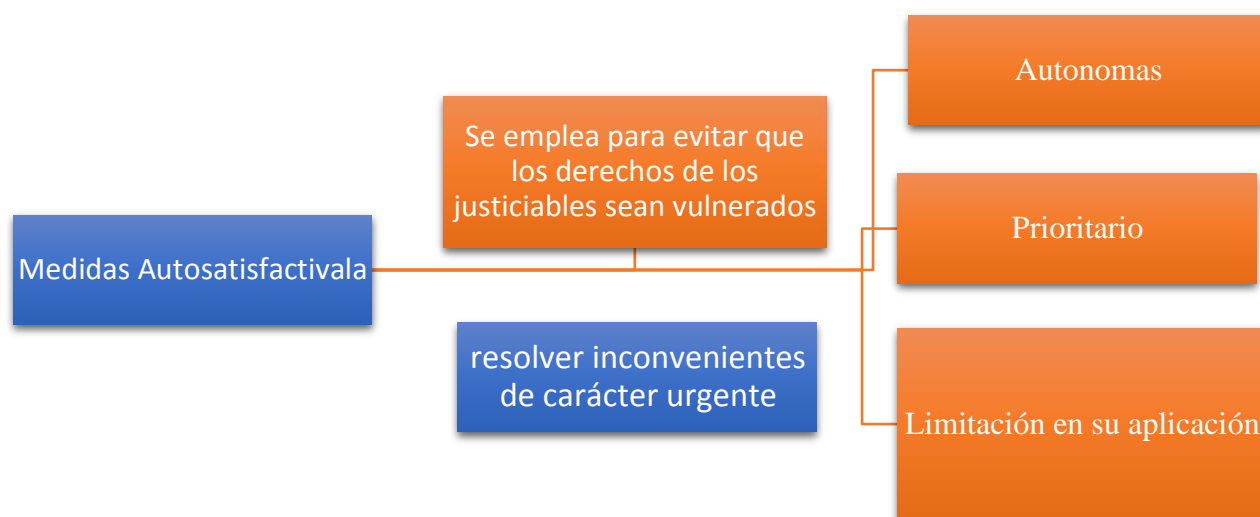 Medidas Autosatisfactivala
Se emplea para evitar que
los derechos de los
justiciables sean vulnerados
resolver inconvenientes
de carácter urgente
Autonomas
Prioritario
Limitación en su aplicación